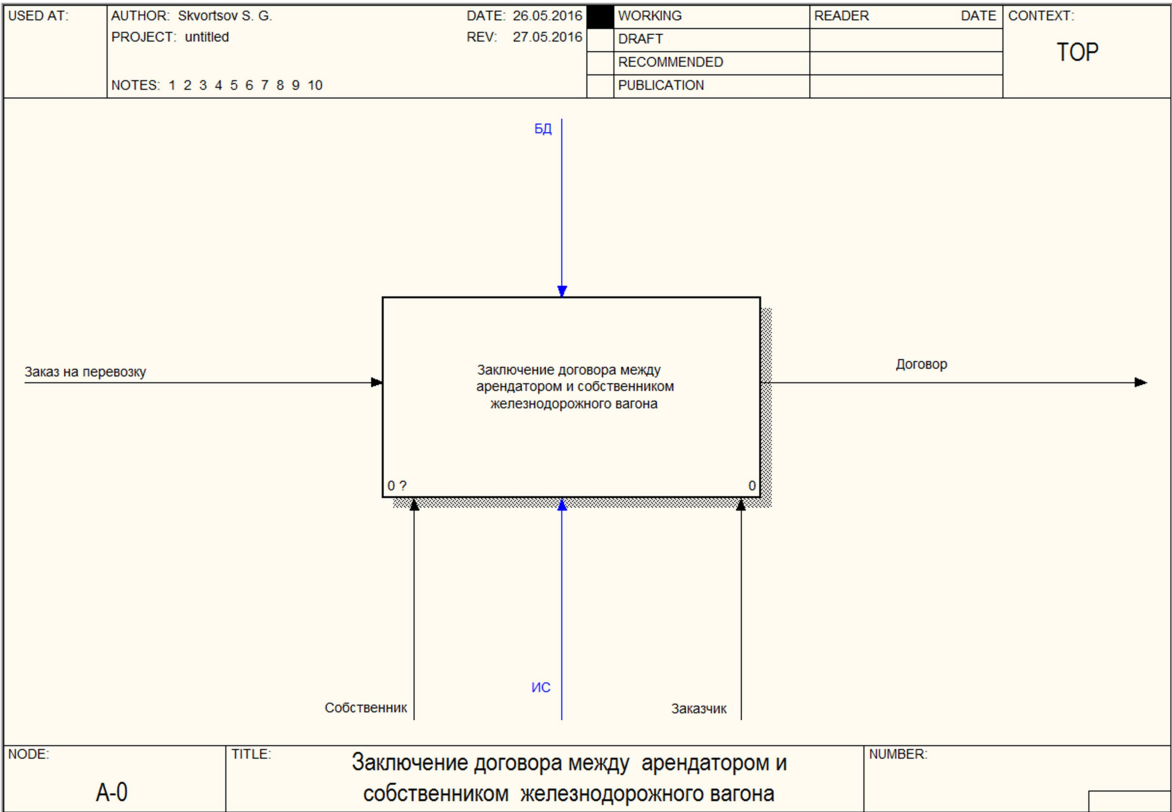 USED AT:
AUTHOR: Skvortsov S. G.
DATE: 26.05.2016
WORKING
READER
DATE
CONTEXT:
PROJECT: untitled
REV: 27.05.2016
DRAFT
TOP
RECOMMENDED
NOTES: 1 2 3 4 5 6 7 8 9 10
PUBLICATION
БД
Заказ на перевозку
Заключение договора между
арендатором и собственником
железнодорожного вагона
Договор
0 ?
0
Собственник
ИС
Заказчик
NODE:
A-0
TITLE:
Заключение договора между арендатором и
собственником железнодорожного вагона
NUMBER: